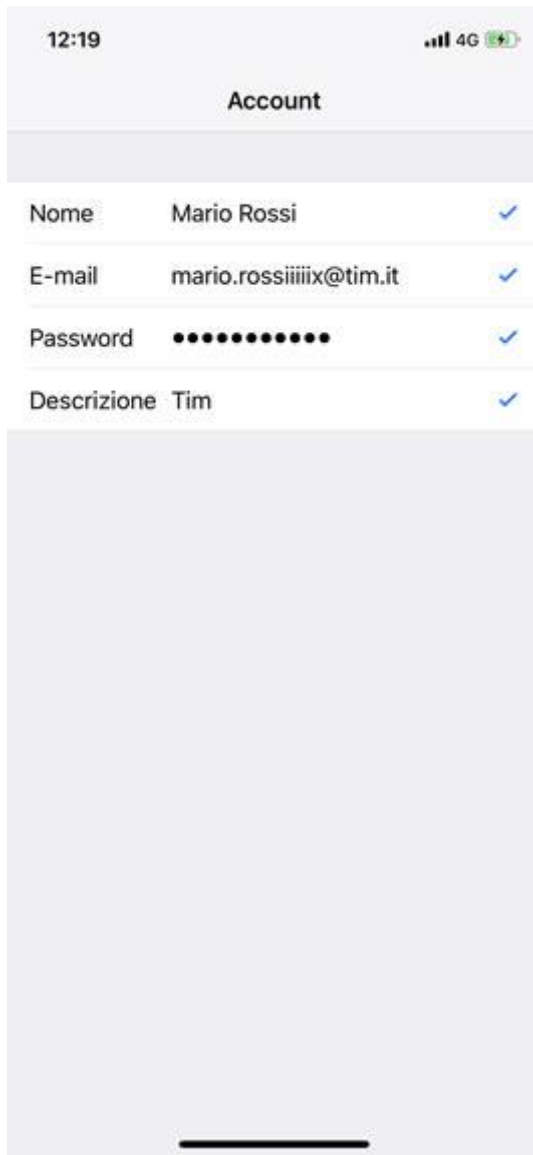 12:19 4G
Account
Nome Mario Rossi
E-mail mario.rossiiiiix@tim.it
Password •••••••••••
Descrizione Tim